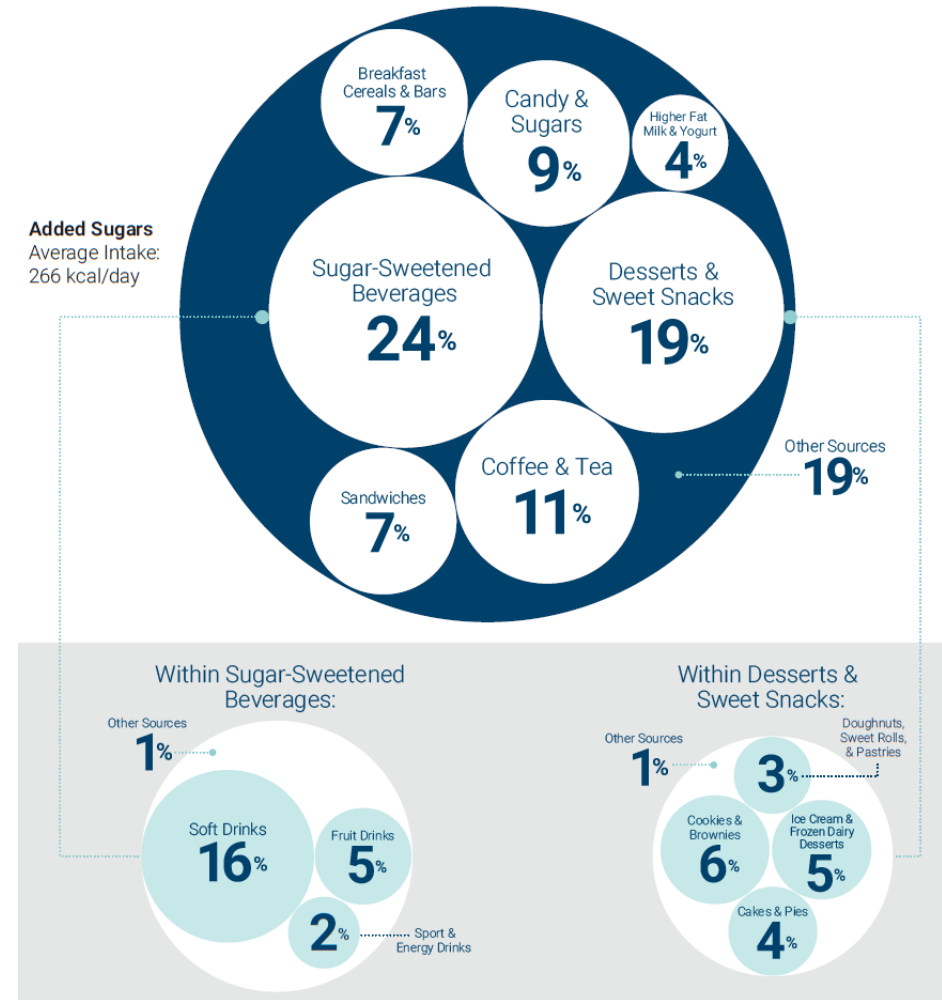 Breakfast
Cereals & Bars
7%
Candy &
Sugars
9%
Higher Fat
Milk & Yogurt
4%
Added Sugars
Average Intake:
266 kcal/day
Sugar-Sweetened
Beverages
24%
Desserts &
Sweet Snacks
19%
Other Sources
19%
Coffee & Tea
11%
Sandwiches
7%
Within Sugar-Sweetened
Beverages:
Other Sources
1%
Soft Drinks
16%
Fruit Drinks
5%
2%
Sport &
Energy Drinks
Within Desserts &
Sweet Snacks:
Other Sources
1%
Doughnuts,
Sweet Rolls,
& Pastries
3%
Cookies &
Brownies
6%
Ice Cream &
Frozen Dairy
Desserts
5%
Cakes & Pies
4%